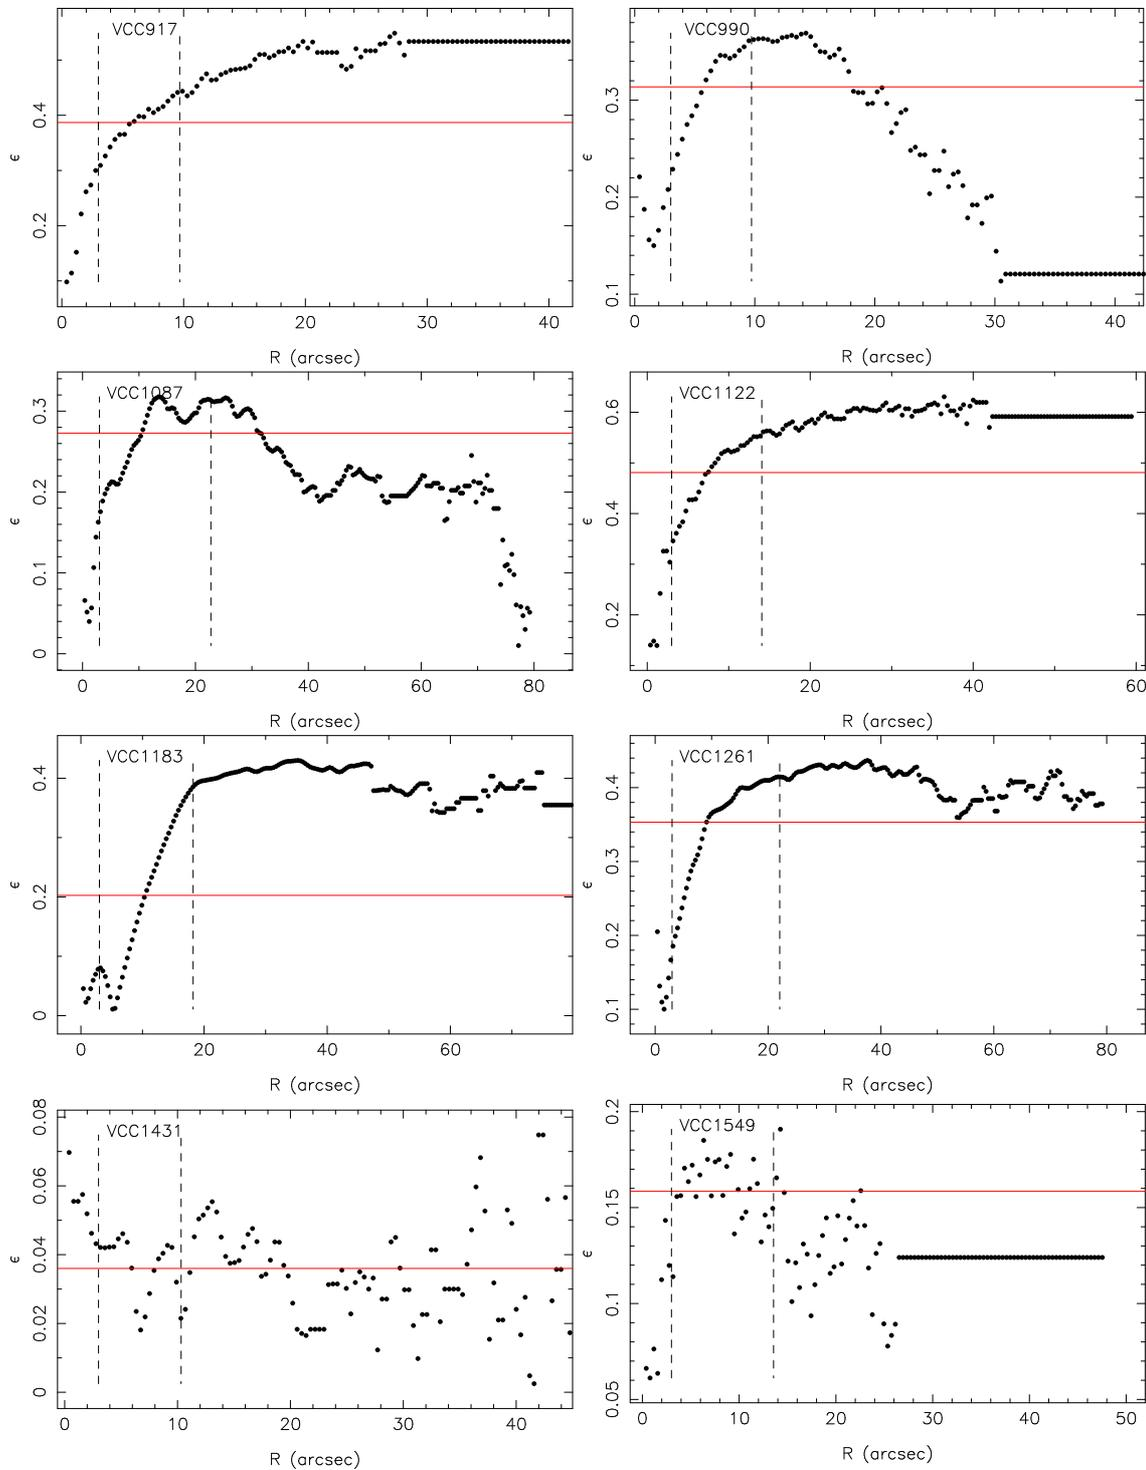 VCC917 VCC990
0.4 0.3
ϵ ϵ
0.2 0.2
0.1
0 10 20 30 40 0 10 20 30 40
R (arcsec) R (arcsec)
VCC1087 VCC1122
0.3 0.6
0.2 0.4
ϵ ϵ
0.1 0.2
0
0 20 40 60 80 0 20 40 60
R (arcsec) R (arcsec)
VCC1183 VCC1261
0.4 0.4
0.3
ϵ ϵ
0.2 0.2
0 0.1
0 20 40 60 0 20 40 60 80
R (arcsec) R (arcsec)
0.08 0.2
VCC1431 VCC1549
0.06
0.15
0.04
ϵ ϵ
0.02 0.1
0 0.05
0 10 20 30 40 0 10 20 30 40 50
R (arcsec) R (arcsec)